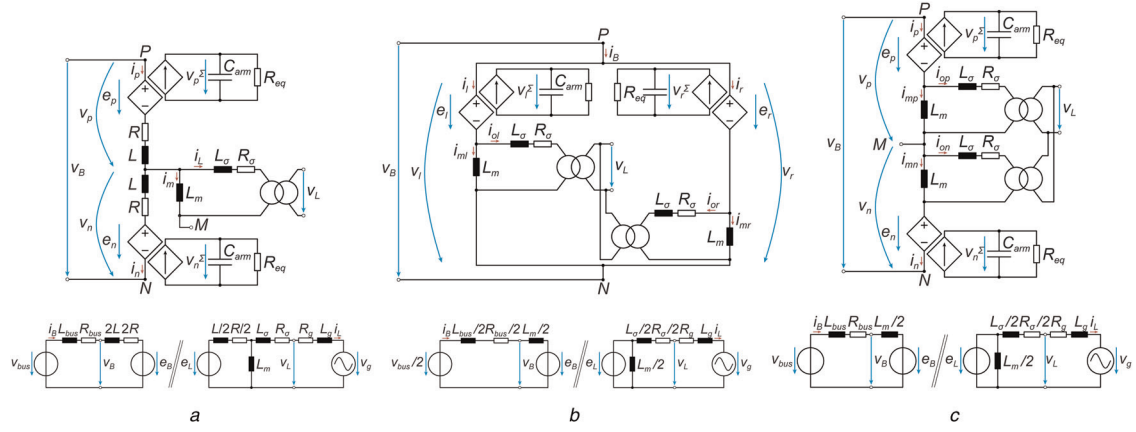 P
i_p
e_p
v_p
v_p^Σ
C_arm
R_eq
R
L
i_L
L_σ
R_σ
v_B
i_m
L_m
v_L
L
R
M
v_n
e_n
v_n^Σ
C_arm
R_eq
i_n
N
i_B L_bus R_bus 2L 2R
v_bus
v_B
e_B
L/2 R/2 L_σ R_σ R_g L_g i_L
e_L
L_m
v_L
v_g
a
P
i_B
i_l
e_l
v_l^Σ
C_arm
R_eq
v_r^Σ
i_r
e_r
i_ol
L_σ
R_σ
v_B
v_l
i_ml
L_m
v_L
v_r
L_σ
R_σ
i_or
i_mr
L_m
N
i_B L_bus/2 R_bus/2 L_m/2
v_bus/2
v_B
e_B
L_σ/2 R_σ/2 R_g L_g i_L
e_L
L_m/2
v_L
v_g
b
P
i_p
e_p
v_p
v_p^Σ
C_arm
R_eq
i_op
L_σ
R_σ
i_mp
L_m
v_L
v_B
M
i_on
L_σ
R_σ
i_mn
L_m
v_n
e_n
v_n^Σ
C_arm
R_eq
i_n
N
i_B L_bus R_bus L_m/2
v_bus
v_B
e_B
L_σ/2 R_σ/2 R_g L_g i_L
e_L
L_m/2
v_L
v_g
c